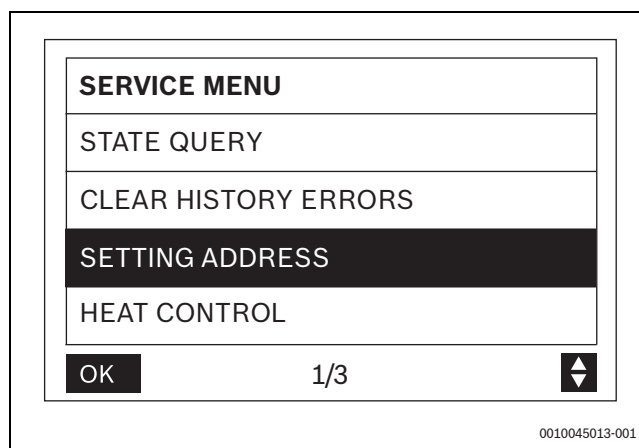 SERVICE MENU
STATE QUERY
CLEAR HISTORY ERRORS
SETTING ADDRESS
HEAT CONTROL
OK 1/3
0010045013-001